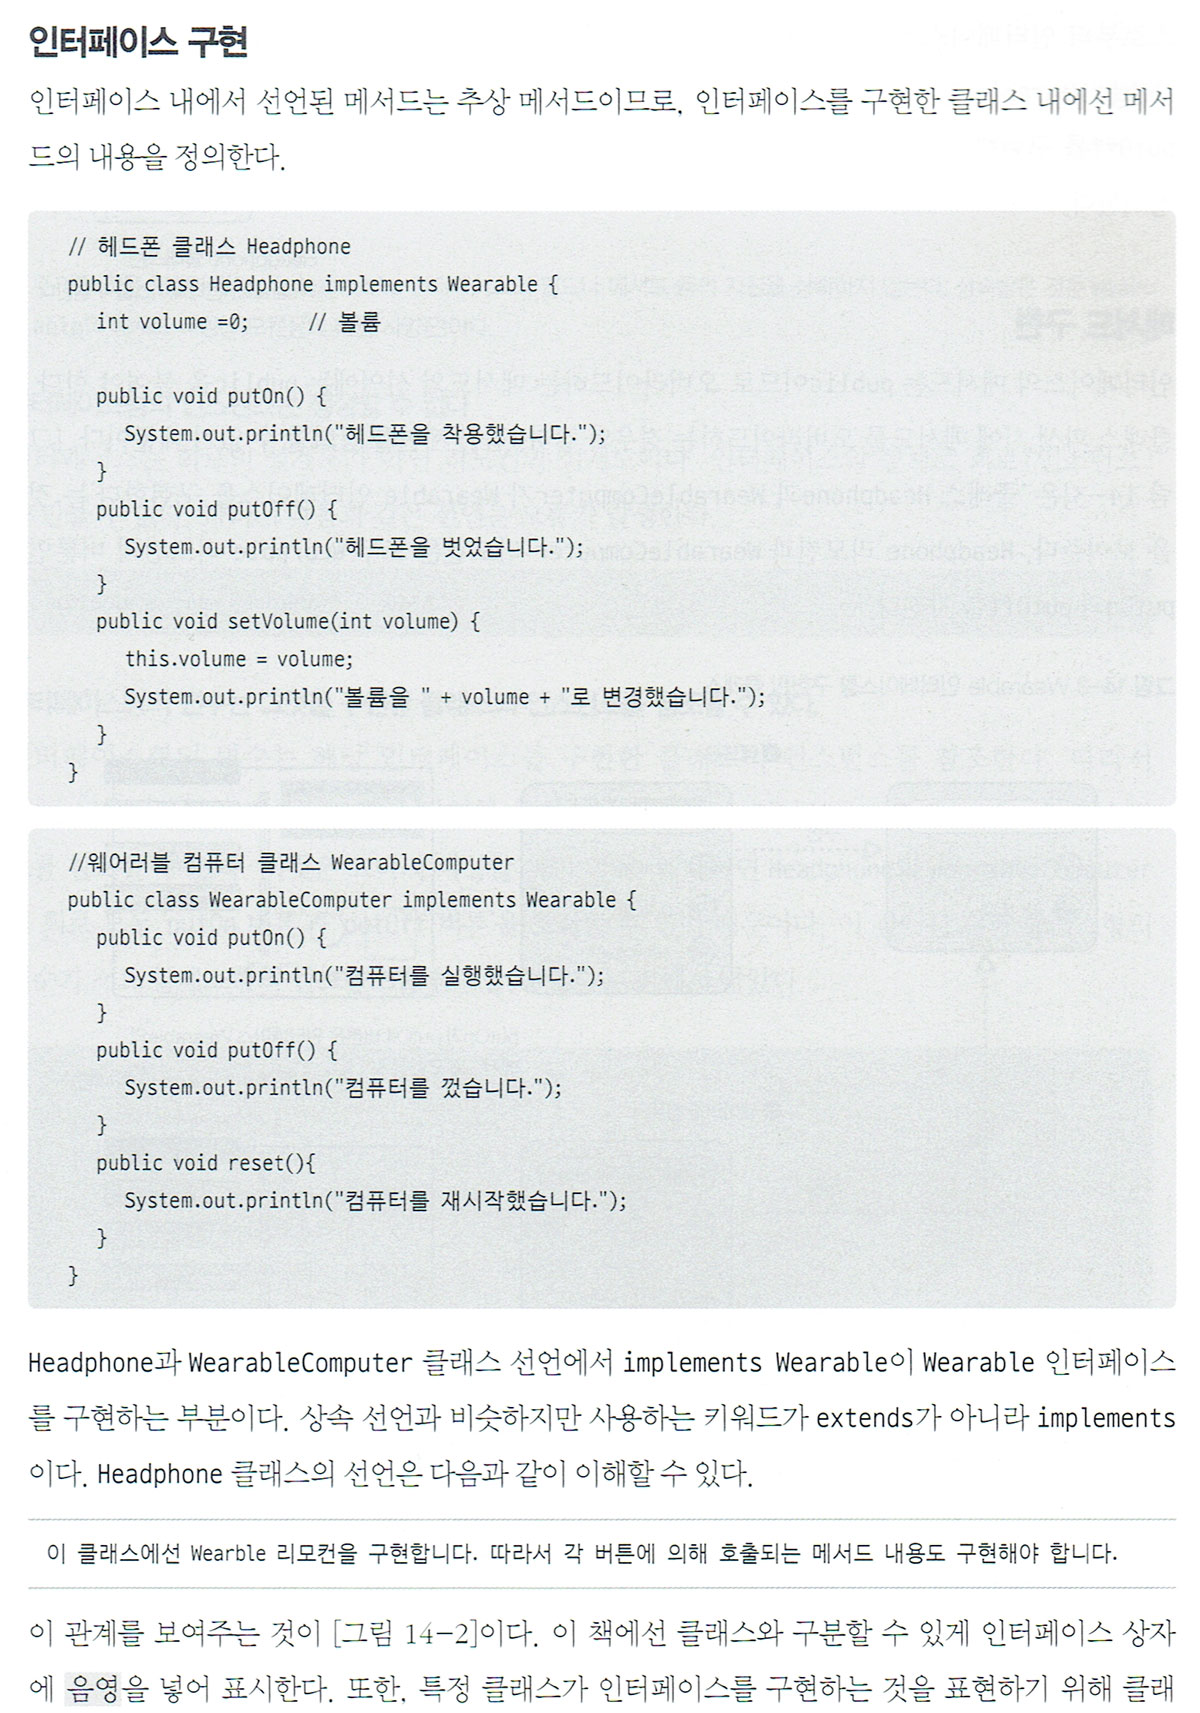 인터페이스 구현
인터페이스 내에서 선언된 메서드는 추상 메서드이므로, 인터페이스를 구현한 클래스 내에선 메서
드의 내용을 정의한다.
// 헤드폰 클래스 Headphone
public class Headphone implements Wearable {
int volume =0; // 볼륨
public void putOn() {
System.out.println("헤드폰을 착용했습니다.");
}
public void putOff() {
System.out.println("헤드폰을 벗었습니다.");
}
public void setVolume(int volume) {
this.volume = volume;
System.out.println("볼륨을 " + volume + "로 변경했습니다.");
}
}
//웨어러블 컴퓨터 클래스 WearableComputer
public class WearableComputer implements Wearable {
public void putOn() {
System.out.println("컴퓨터를 실행했습니다.");
}
public void putOff() {
System.out.println("컴퓨터를 껐습니다.");
}
public void reset(){
System.out.println("컴퓨터를 재시작했습니다.");
}
}
Headphone과 WearableComputer 클래스 선언에서 implements Wearable이 Wearable 인터페이스
를 구현하는 부분이다. 상속 선언과 비슷하지만 사용하는 키워드가 extends가 아니라 implements
이다. Headphone 클래스의 선언은 다음과 같이 이해할 수 있다.
이 클래스에선 Wearble 리모컨을 구현합니다. 따라서 각 버튼에 의해 호출되는 메서드 내용도 구현해야 합니다.
이 관계를 보여주는 것이 [그림 14-2]이다. 이 책에선 클래스와 구분할 수 있게 인터페이스 상자
에 음영을 넣어 표시한다. 또한, 특정 클래스가 인터페이스를 구현하는 것을 표현하기 위해 클래